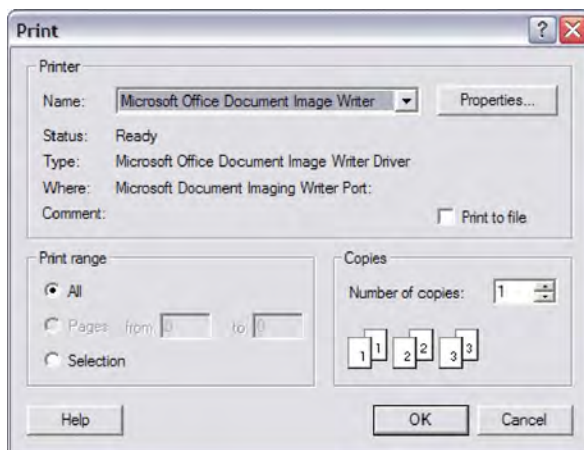 Print
Printer
Name: Microsoft Office Document Image Writer Properties...
Status: Ready
Type: Microsoft Office Document Image Writer Driver
Where: Microsoft Document Imaging Writer Port:
Comment: Print to file
Print range
All
Pages from: 0 to: 0
Selection
Copies
Number of copies: 1
1 1 2 2 3 3
Help OK Cancel